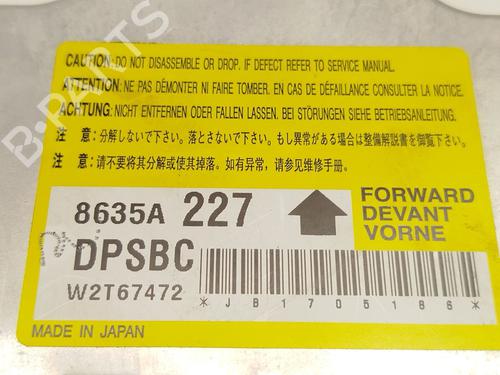 CAUTION: DO NOT DISASSEMBLE OR DROP. IF DEFECT REFER TO SERVICE MANUAL.
ATTENTION: NE PAS DÉMONTER NI FAIRE TOMBER. EN CAS DE DÉFAILLANCE CONSULTER LA NOTICE.
ACHTUNG: NICHT ENTFERNEN ODER FALLEN LASSEN. BEI STÖRUNGEN SIEHE BETRIEBSANLEITUNG.
注 意:分解しないで下さい。落とさないで下さい。もし異常がある場合は整備解説書を御覧下さい。
注 意:请不要将其分解或使其掉落。如有异常,请参见维修手册。
8635A 227
FORWARD
DEVANT
VORNE
DPSBC
W2T67472
*JB1705186*
MADE IN JAPAN
B-PARTS